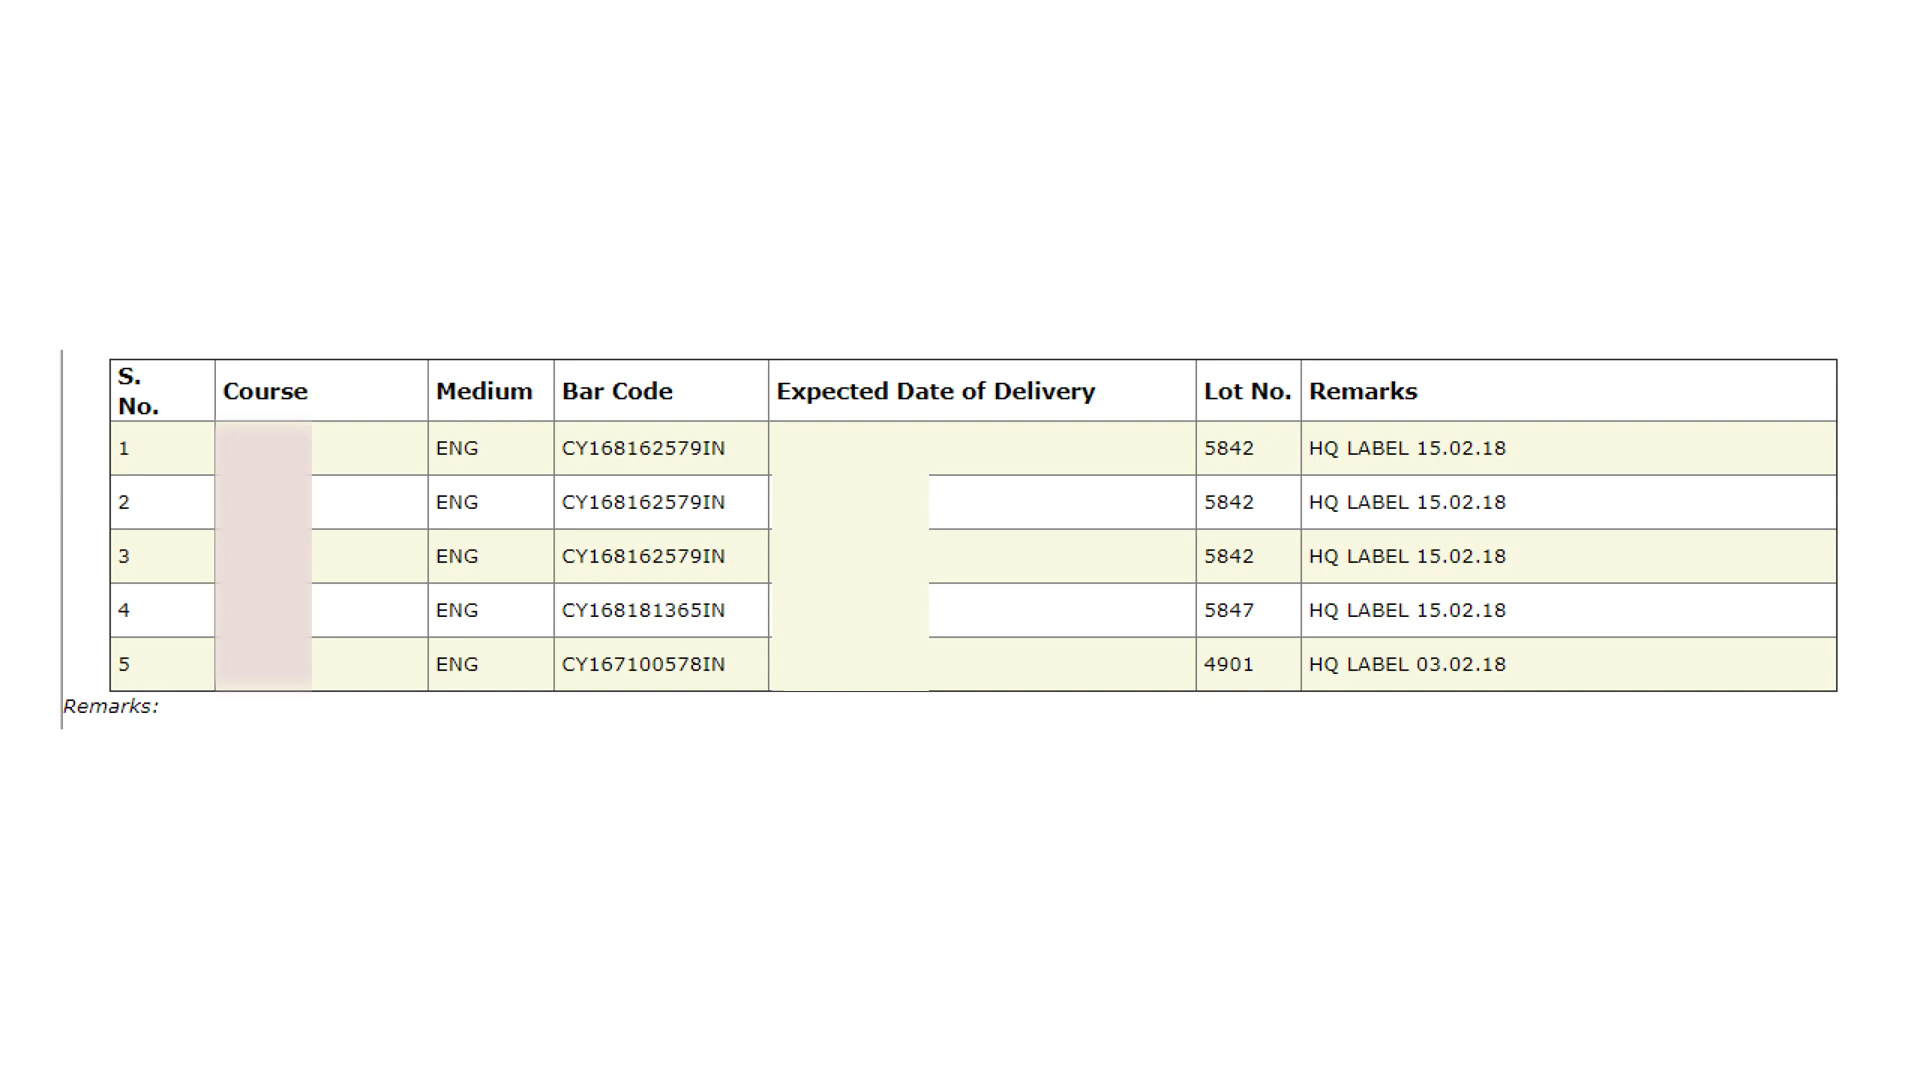 S. No. Course Medium Bar Code Expected Date of Delivery Lot No. Remarks
1 ENG CY168162579IN 5842 HQ LABEL 15.02.18
2 ENG CY168162579IN 5842 HQ LABEL 15.02.18
3 ENG CY168162579IN 5842 HQ LABEL 15.02.18
4 ENG CY168181365IN 5847 HQ LABEL 15.02.18
5 ENG CY167100578IN 4901 HQ LABEL 03.02.18
Remarks: